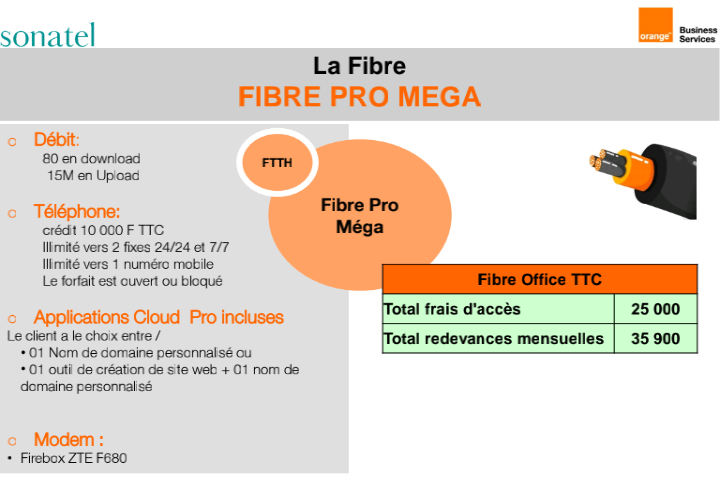 sonatel
orange™ Business
Services
La Fibre
FIBRE PRO MEGA
o Débit:
80 en download
15M en Upload
o Téléphone:
crédit 10 000 F TTC
Illimité vers 2 fixes 24/24 et 7/7
Illimité vers 1 numéro mobile
Le forfait est ouvert ou bloqué
o Applications Cloud Pro incluses
Le client a le choix entre /
• 01 Nom de domaine personnalisé ou
• 01 outil de création de site web + 01 nom de
domaine personnalisé
o Modem :
• Firebox ZTE F680
FTTH
Fibre Pro
Méga
Fibre Office TTC
Total frais d'accès 25 000
Total redevances mensuelles 35 900